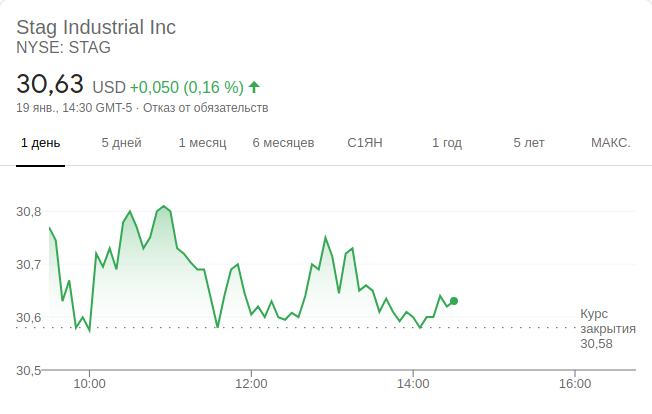 Stag Industrial Inc
NYSE: STAG
30,63 USD +0,050 (0,16 %)
19 янв., 14:30 GMT-5 · Отказ от обязательств
1 день 5 дней 1 месяц 6 месяцев С1ЯН 1 год 5 лет МАКС.
30,8
30,7
30,6
Курс
закрытия
30,58
30,5
10:00 12:00 14:00 16:00